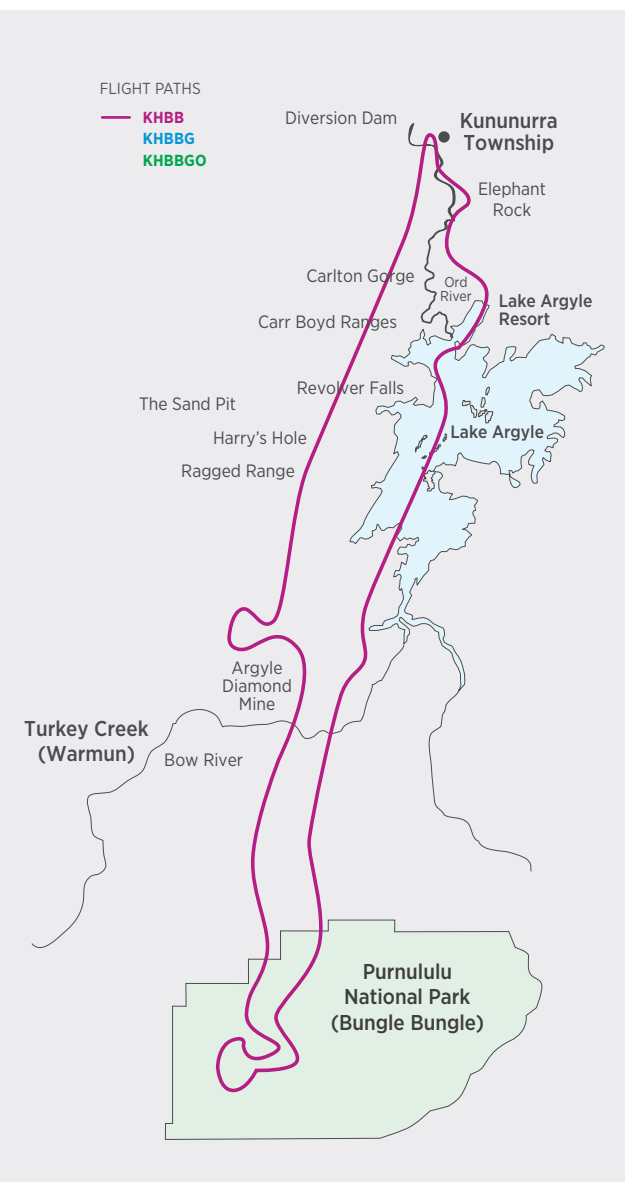 FLIGHT PATHS
KHBB
KHBBG
KHBBGO
Diversion Dam
Kununurra
Township
Elephant
Rock
Carlton Gorge
Ord
River
Lake Argyle
Resort
Carr Boyd Ranges
Revolver Falls
The Sand Pit
Lake Argyle
Harry’s Hole
Ragged Range
Argyle
Diamond
Mine
Turkey Creek
(Warmun)
Bow River
Purnululu
National Park
(Bungle Bungle)